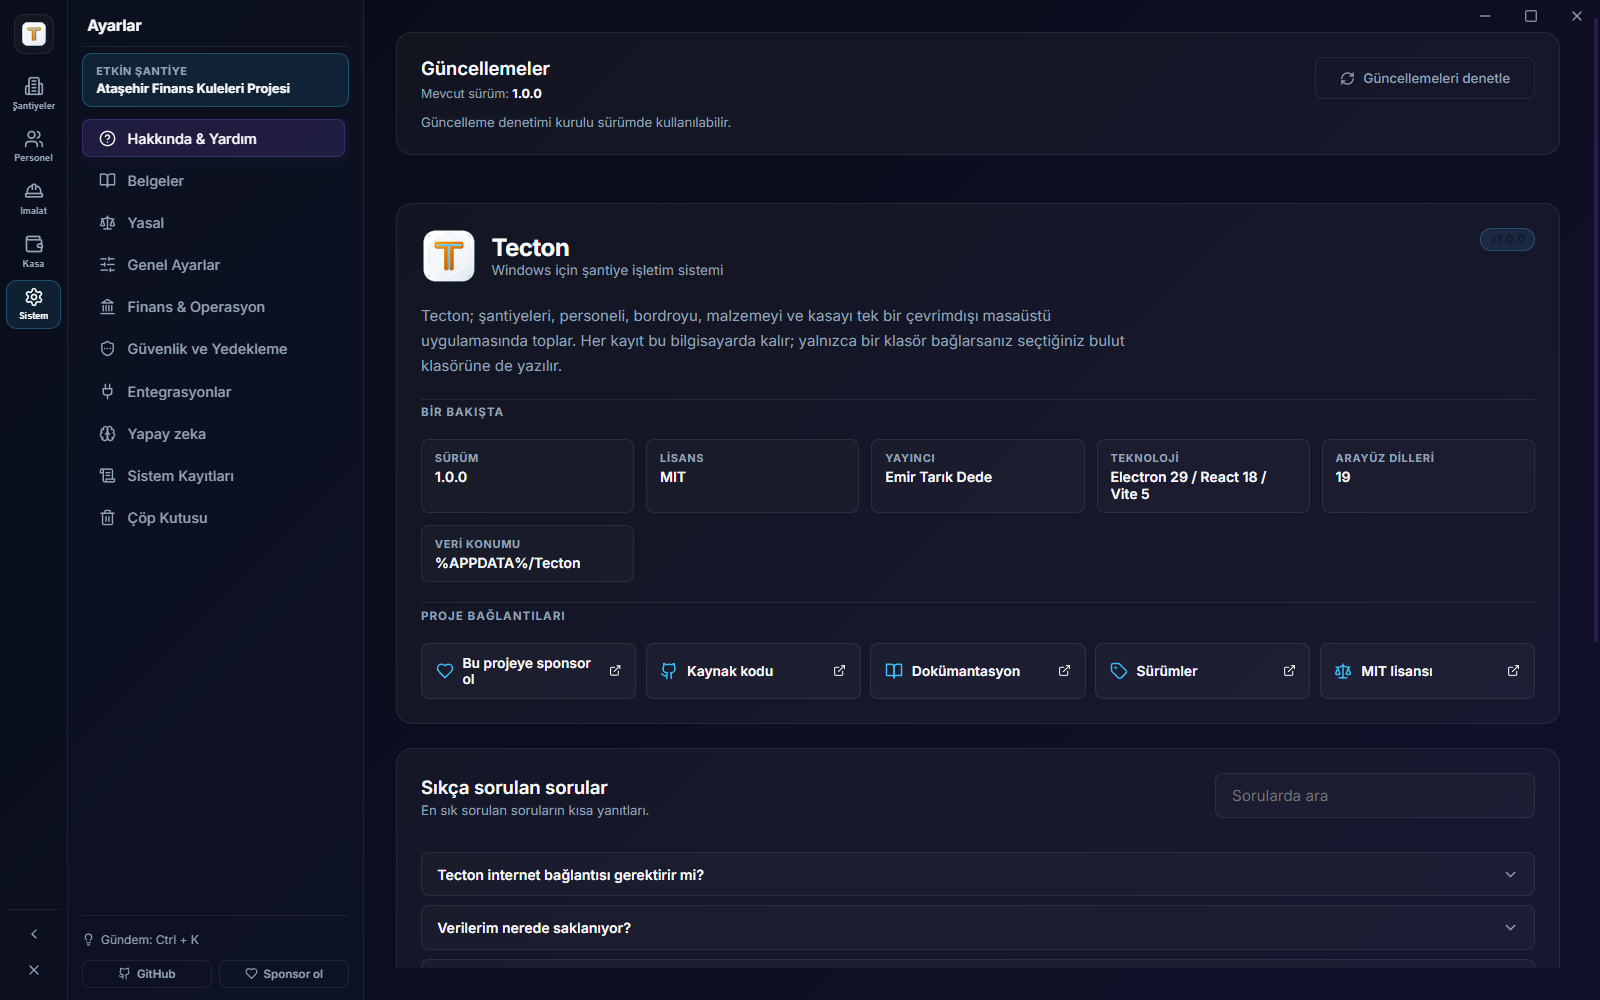 Ayarlar
ETKİN ŞANTİYE
Ataşehir Finans Kuleleri Projesi
Şantiyeler
Personel
Imalat
Kasa
Sistem
Hakkında & Yardım
Belgeler
Yasal
Genel Ayarlar
Finans & Operasyon
Güvenlik ve Yedekleme
Entegrasyonlar
Yapay zeka
Sistem Kayıtları
Çöp Kutusu
Gündem: Ctrl + K
GitHub
Sponsor ol
Güncellemeler
Mevcut sürüm: 1.0.0
Güncelleme denetimi kurulu sürümde kullanılabilir.
Güncellemeleri denetle
Tecton
Windows için şantiye işletim sistemi
v1.0.0
Tecton; şantiyeleri, personeli, bordroyu, malzemeyi ve kasayı tek bir çevrimdışı masaüstü
uygulamasında toplar. Her kayıt bu bilgisayarda kalır; yalnızca bir klasör bağlarsanız seçtiğiniz bulut
klasörüne de yazılır.
BİR BAKIŞTA
SÜRÜM
1.0.0
LİSANS
MIT
YAYINCI
Emir Tarık Dede
TEKNOLOJİ
Electron 29 / React 18 /
Vite 5
ARAYÜZ DİLLERİ
19
VERİ KONUMU
%APPDATA%/Tecton
PROJE BAĞLANTILARI
Bu projeye sponsor
ol
Kaynak kodu
Dokümantasyon
Sürümler
MIT lisansı
Sıkça sorulan sorular
En sık sorulan soruların kısa yanıtları.
Sorularda ara
Tecton internet bağlantısı gerektirir mi?
Verilerim nerede saklanıyor?